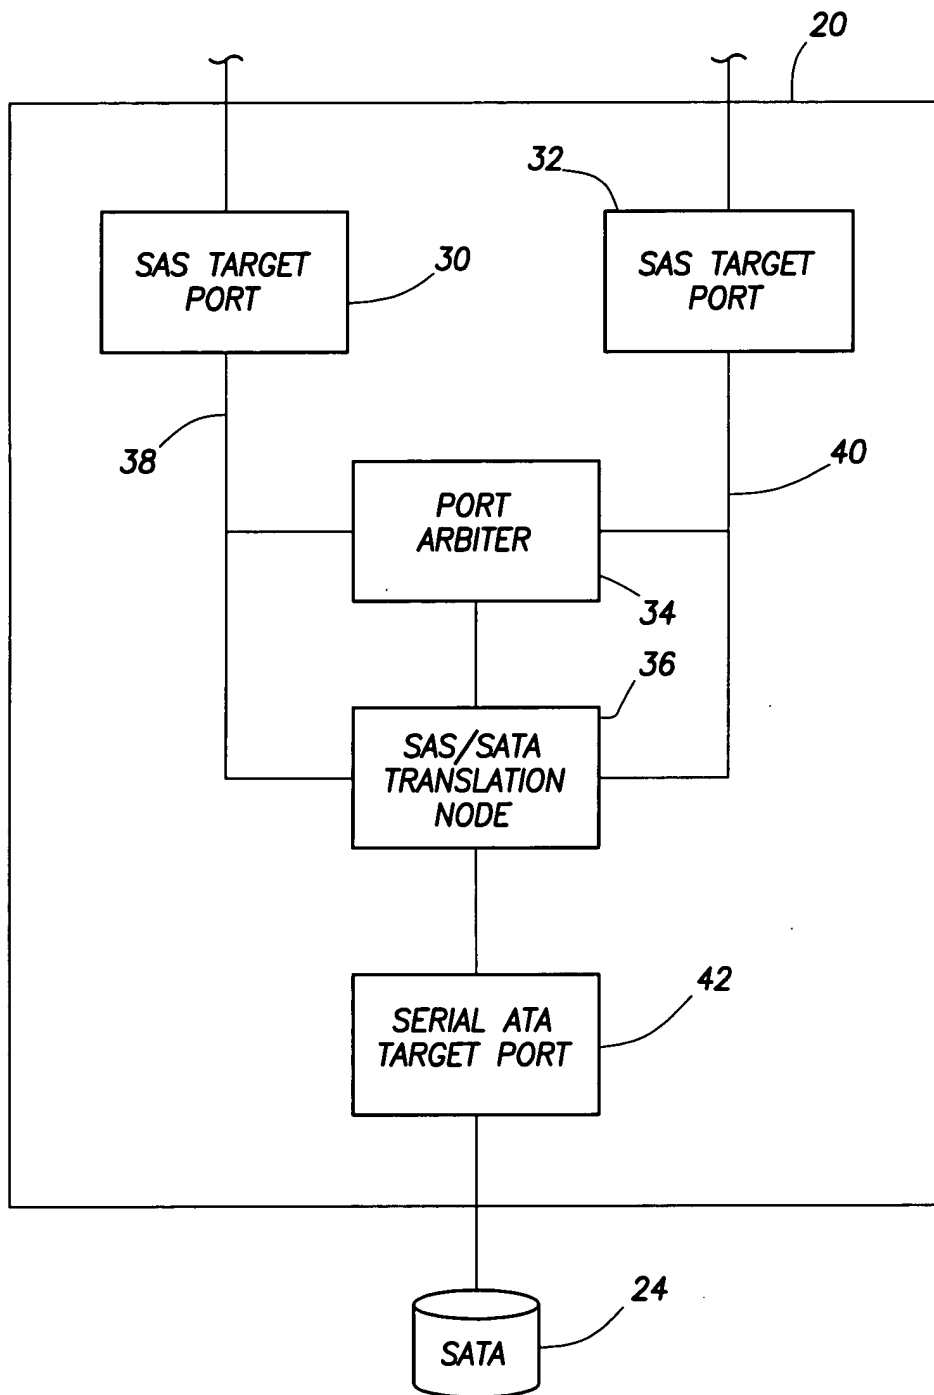 20
32
SAS TARGET
PORT
30
SAS TARGET
PORT
38
40
PORT
ARBITER
34
36
SAS/SATA
TRANSLATION
NODE
42
SERIAL ATA
TARGET PORT
24
SATA